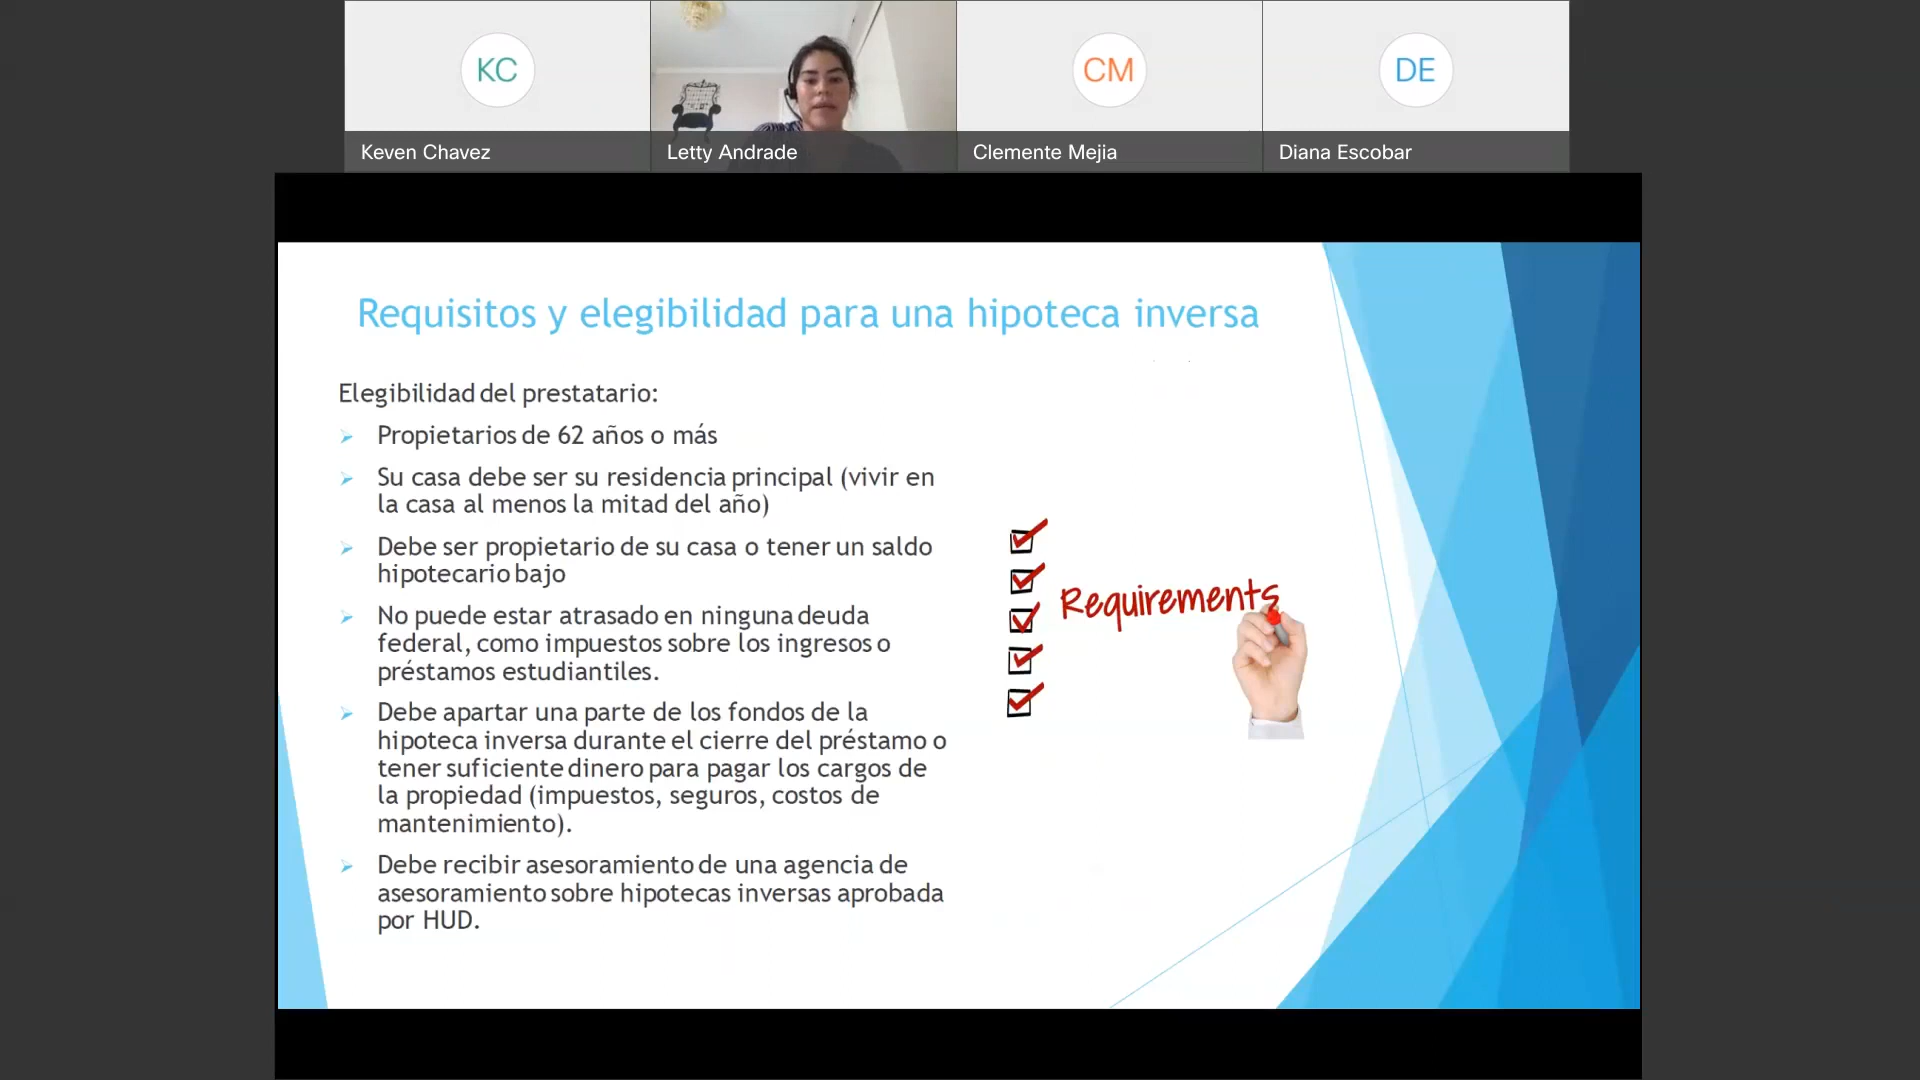 KC
CM
DE
Keven Chavez
Letty Andrade
Clemente Mejia
Diana Escobar
Requisitos y elegibilidad para una hipoteca inversa
Elegibilidad del prestatario:
Propietarios de 62 años o más
Su casa debe ser su residencia principal (vivir en
la casa al menos la mitad del año)
Debe ser propietario de su casa o tener un saldo
hipotecario bajo
No puede estar atrasado en ninguna deuda
federal, como impuestos sobre los ingresos o
préstamos estudiantiles.
Debe apartar una parte de los fondos de la
hipoteca inversa durante el cierre del préstamo o
tener suficiente dinero para pagar los cargos de
la propiedad (impuestos, seguros, costos de
mantenimiento).
Debe recibir asesoramiento de una agencia de
asesoramiento sobre hipotecas inversas aprobada
por HUD.
Requirements